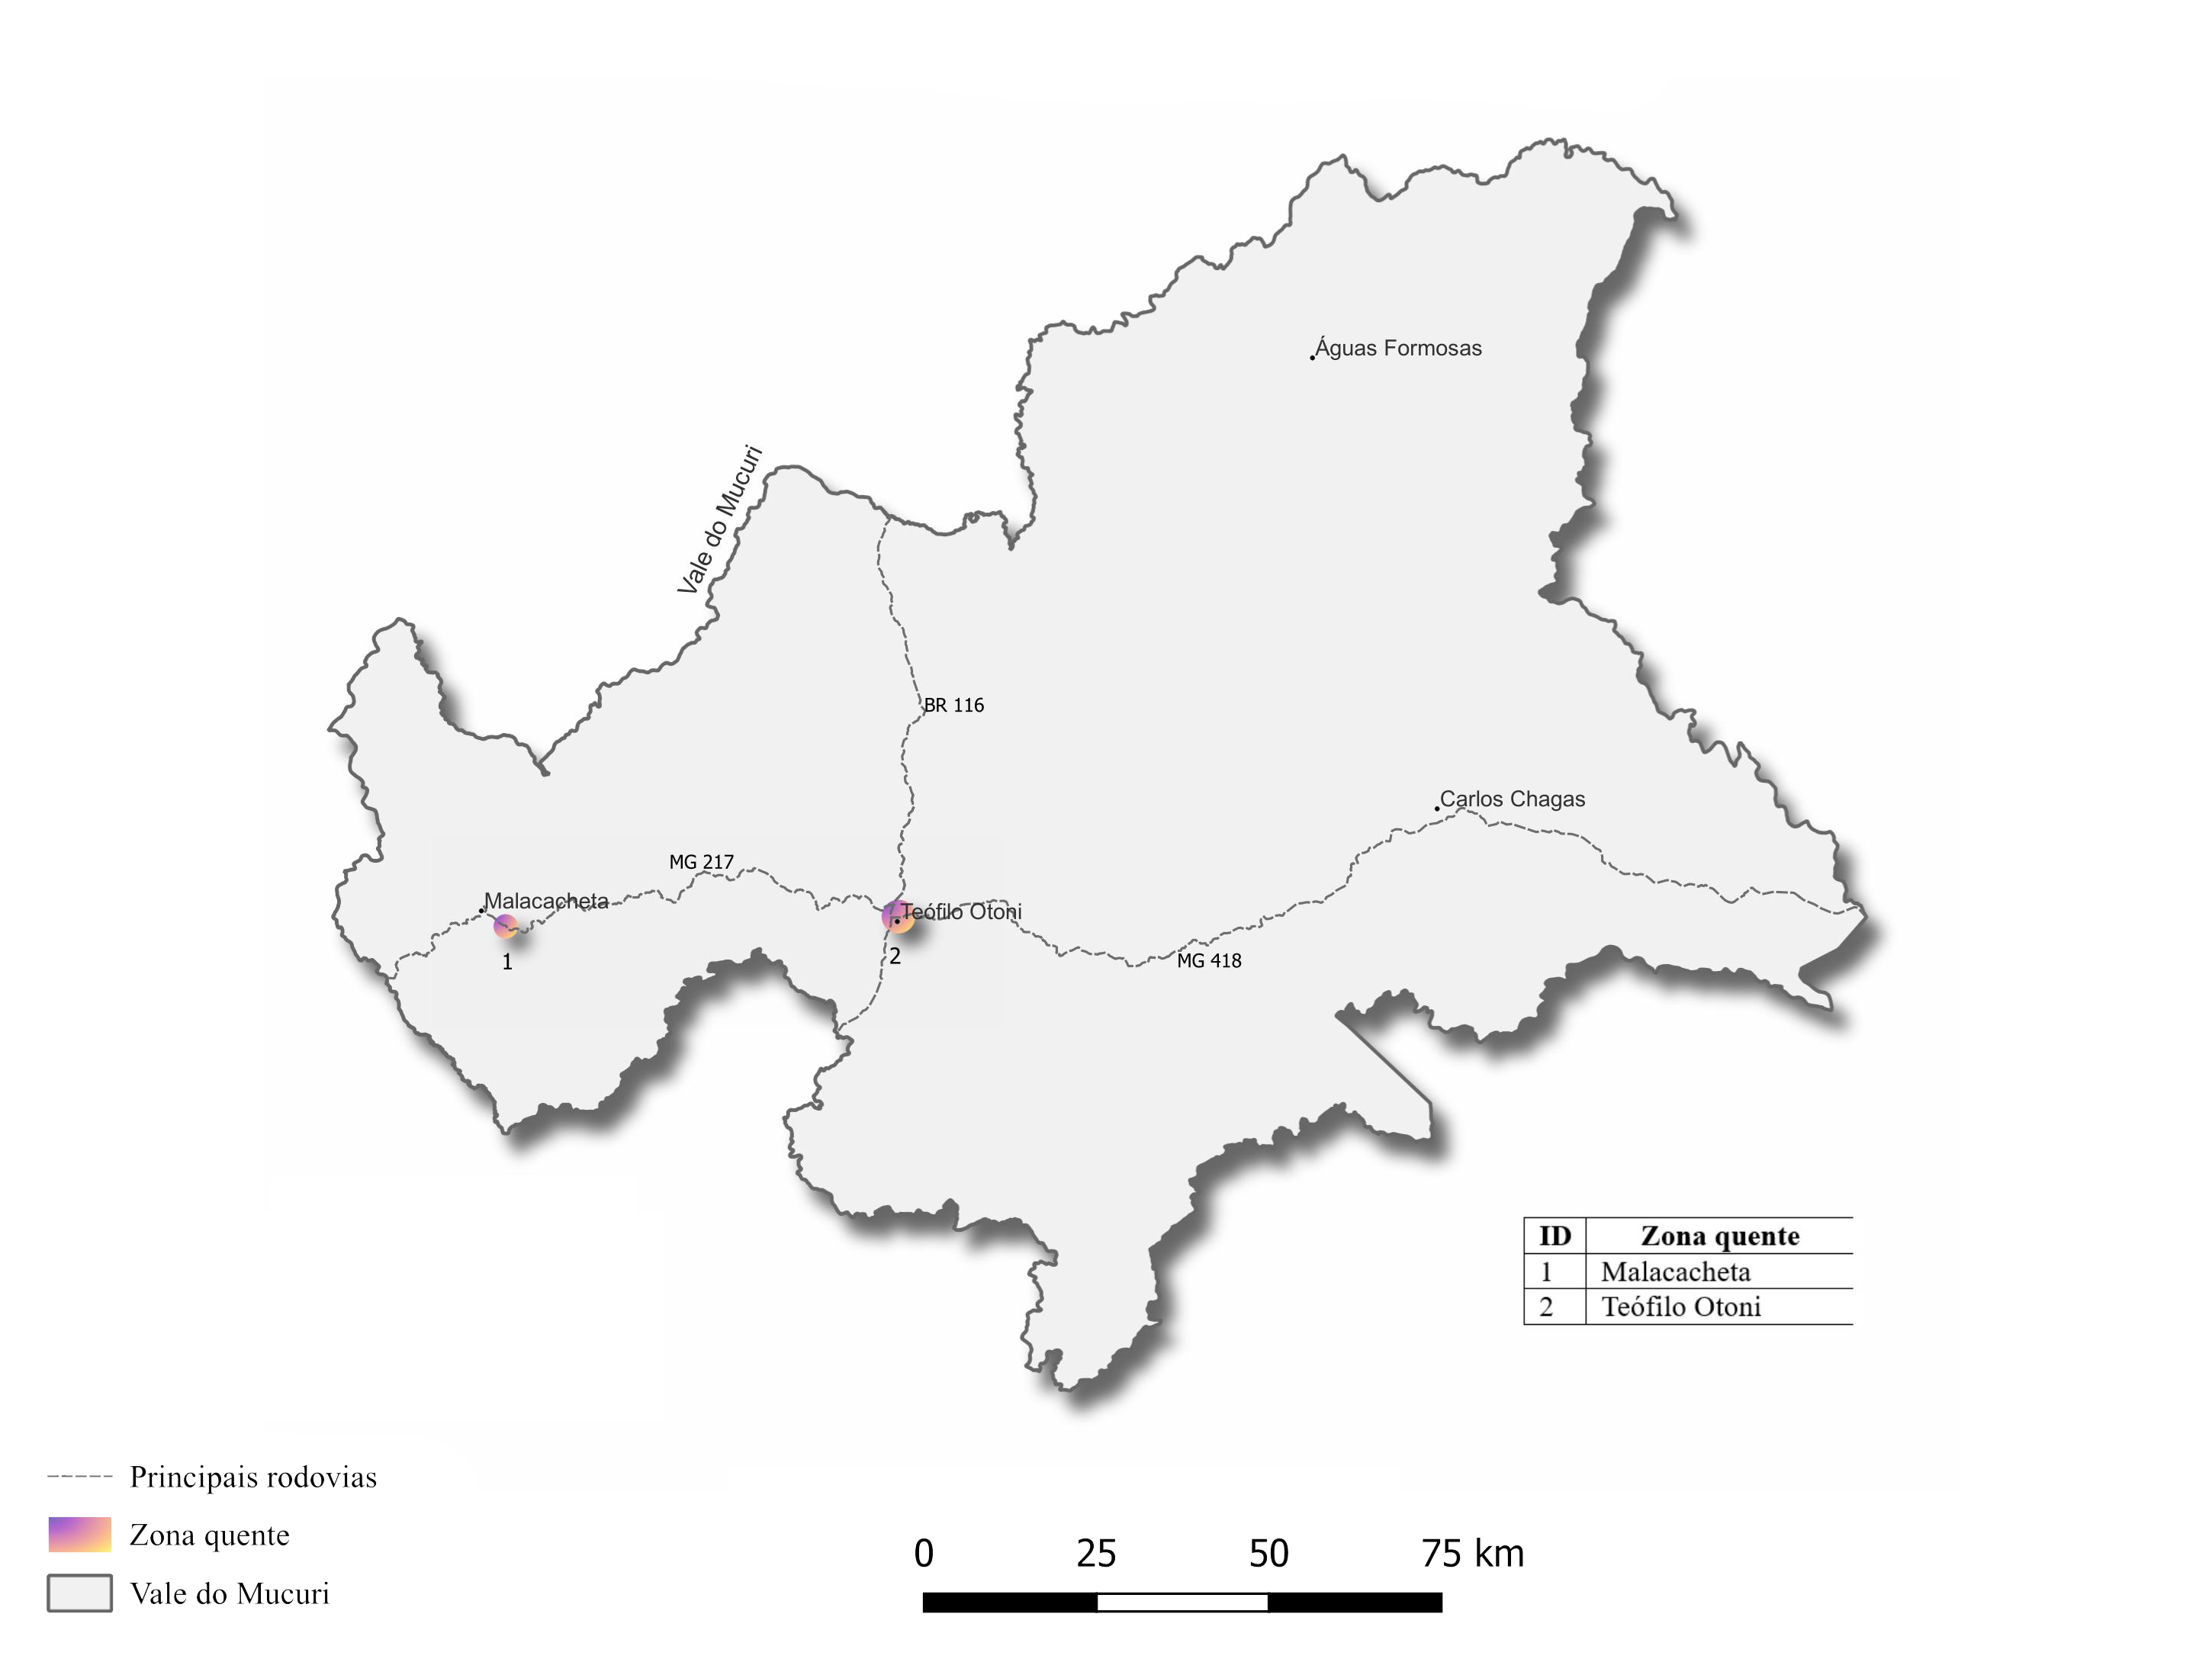 Águas Formosas
Vale do Mucuri
BR 116
Carlos Chagas
MG 217
Malacacheta
Teófilo Otoni
1
2
MG 418
ID Zona quente
1 Malacacheta
2 Teófilo Otoni
Principais rodovias
Zona quente
Vale do Mucuri
0 25 50 75 km